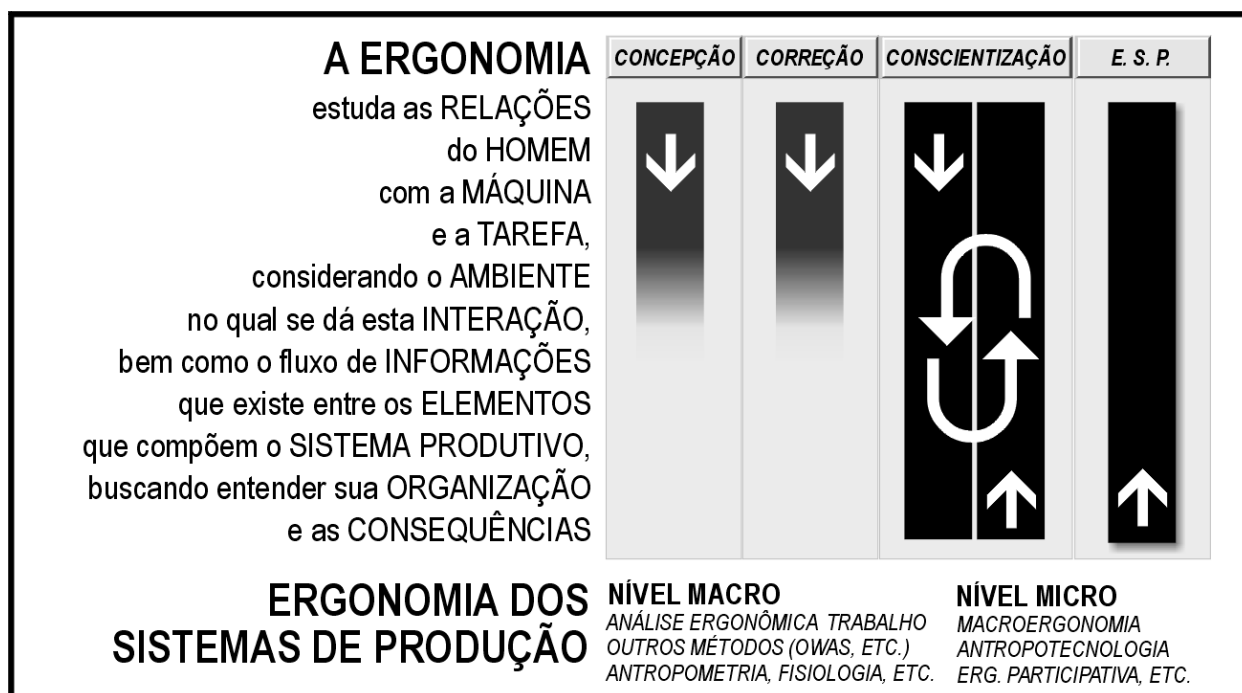 A ERGONOMIA
estuda as RELAÇÕES
do HOMEM
com a MÁQUINA
e a TAREFA,
considerando o AMBIENTE
no qual se dá esta INTERAÇÃO,
bem como o fluxo de INFORMAÇÕES
que existe entre os ELEMENTOS
que compõem o SISTEMA PRODUTIVO,
buscando entender sua ORGANIZAÇÃO
e as CONSEQUÊNCIAS
ERGONOMIA DOS
SISTEMAS DE PRODUÇÃO
CONCEPÇÃO
CORREÇÃO
CONSCIENTIZAÇÃO
E. S. P.
NÍVEL MACRO
ANÁLISE ERGONÔMICA TRABALHO
OUTROS MÉTODOS (OWAS, ETC.)
ANTROPOMETRIA, FISIOLOGIA, ETC.
NÍVEL MICRO
MACROERGONOMIA
ANTROPOTECNOLOGIA
ERG. PARTICIPATIVA, ETC.